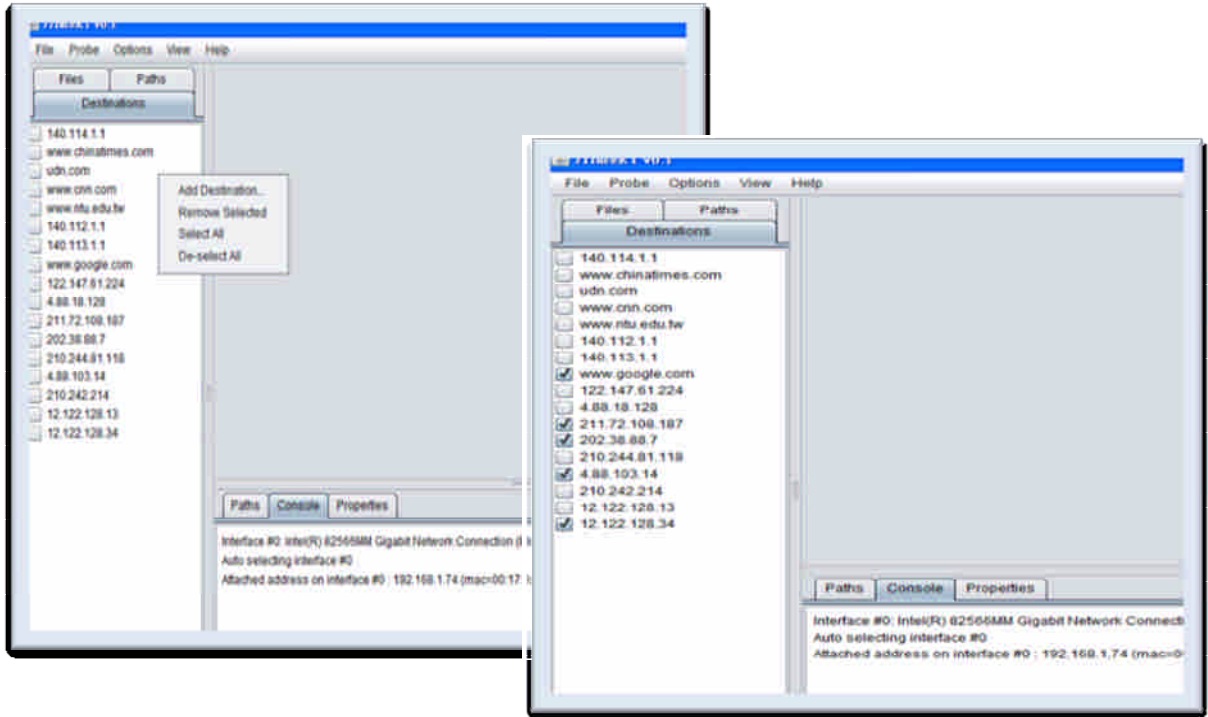 File Probe Options View Help
Files Paths
Destinations
140.114.1.1
www.chinatimes.com
udn.com
www.cnn.com
www.ntu.edu.tw
140.112.1.1
140.113.1.1
www.google.com
122.147.61.224
4.88.18.128
211.72.108.187
202.38.88.7
210.244.81.118
4.88.103.14
210.242.214
12.122.128.13
12.122.128.34
Add Destination...
Remove Selected
Select All
De-select All
Paths Console Properties
Interface #0: Intel(R) 82566MM Gigabit Network Connection
Auto selecting interface #0
Attached address on interface #0 : 192.168.1.74 (mac=00:17:
File Probe Options View Help
Files Paths
Destinations
140.114.1.1
www.chinatimes.com
udn.com
www.cnn.com
www.ntu.edu.tw
140.112.1.1
140.113.1.1
www.google.com
122.147.61.224
4.88.18.128
211.72.108.187
202.38.88.7
210.244.81.118
4.88.103.14
210.242.214
12.122.128.13
12.122.128.34
Paths Console Properties
Interface #0: Intel(R) 82566MM Gigabit Network Connecti
Auto selecting interface #0
Attached address on interface #0 : 192.168.1.74 (mac=0